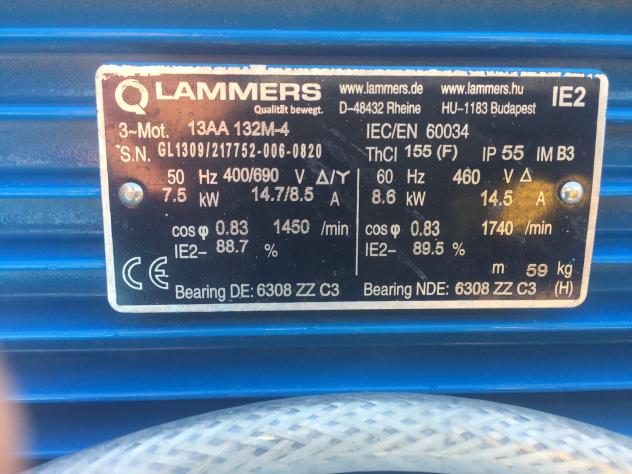 LAMMERS www.lammers.de www.lammers.hu IE2
Qualität bewegt. D-48432 Rheine HU-1183 Budapest
3~Mot. 13AA 132M-4 IEC/EN 60034
S.N. GL1309/217752-006-0820 ThCl 155 (F) IP 55 IM B3
50 Hz 400/690 V Δ/Y 60 Hz 460 V Δ
7.5 kW 14.7/8.5 A 8.6 kW 14.5 A
cos φ 0.83 1450 /min cos φ 0.83 1740 /min
IE2- 88.7 % IE2- 89.5 %
CE m 59 kg
Bearing DE: 6308 ZZ C3 Bearing NDE: 6308 ZZ C3 (H)